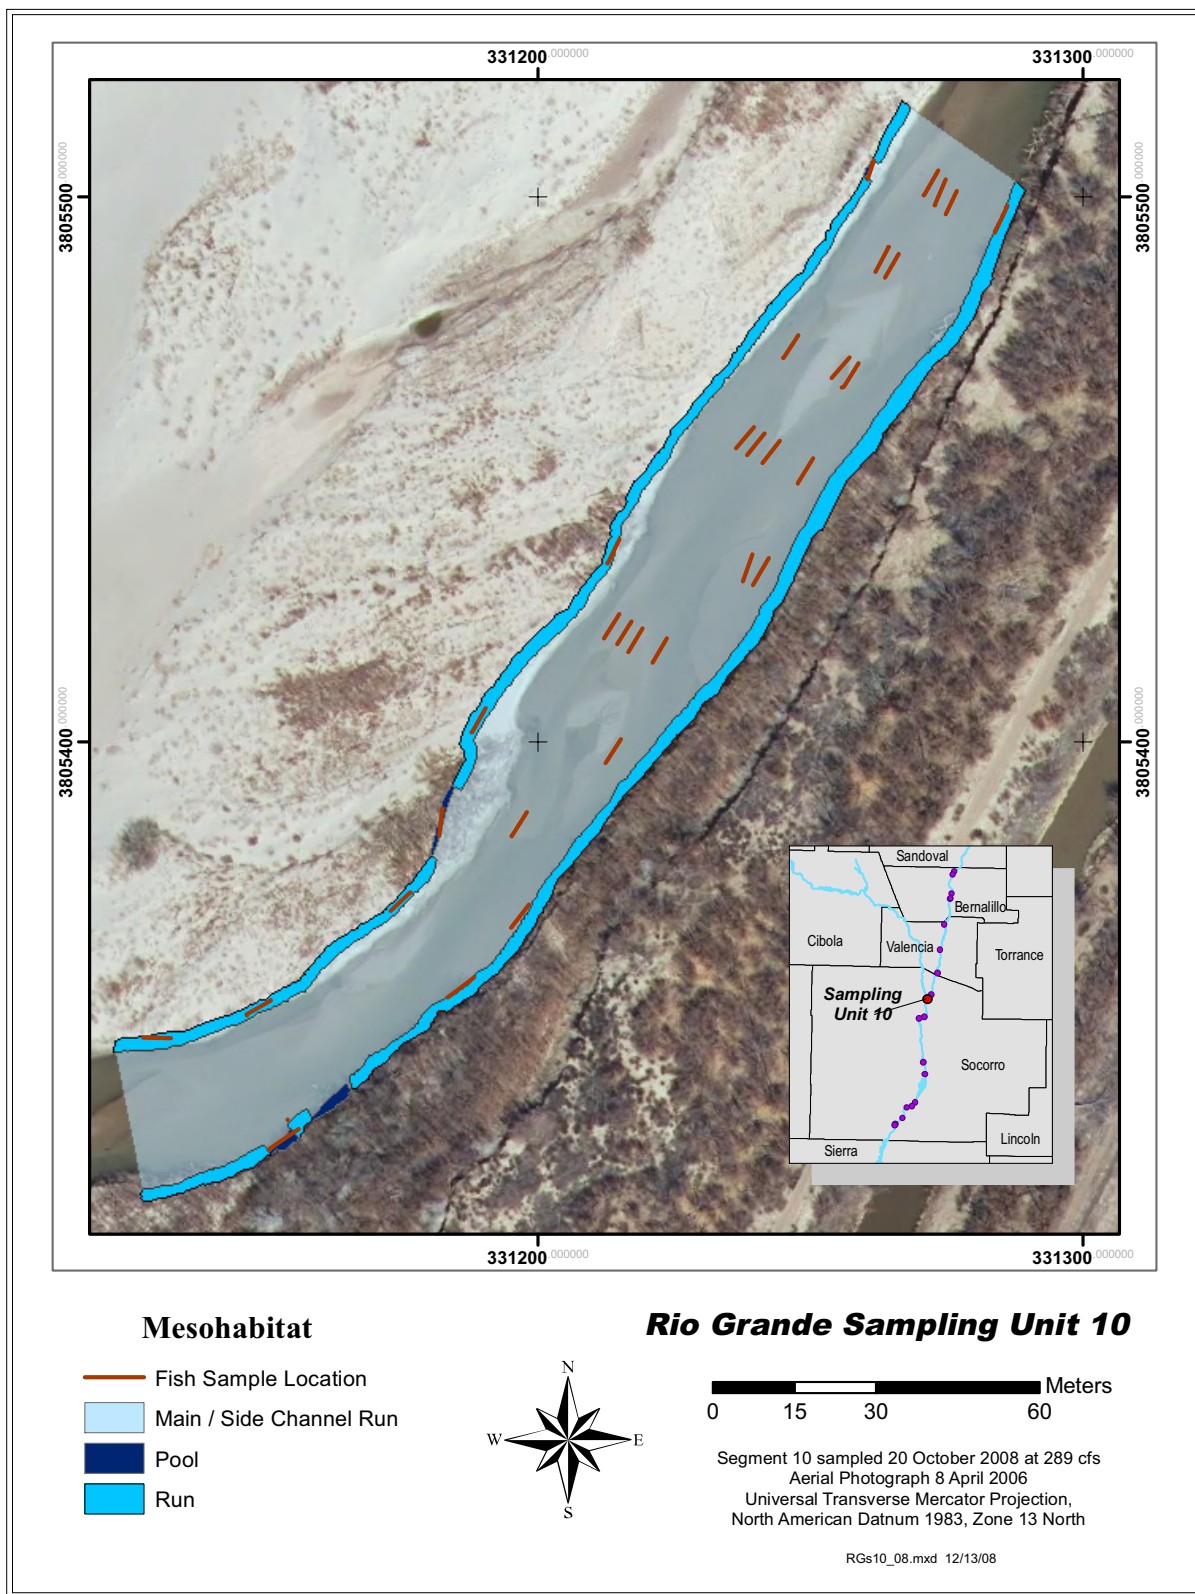 331200.000000 331300.000000
3805500.000000 3805500.000000
3805400.000000 3805400.000000
Sandoval
Bernalillo
Cibola Valencia Torrance
Sampling
Unit 10
Socorro
Lincoln
Sierra
331200.000000 331300.000000
Mesohabitat
Fish Sample Location
Main / Side Channel Run
Pool
Run
N
W E
S
Rio Grande Sampling Unit 10
Meters
0 15 30 60
Segment 10 sampled 20 October 2008 at 289 cfs
Aerial Photograph 8 April 2006
Universal Transverse Mercator Projection,
North American Datnum 1983, Zone 13 North
RGs10_08.mxd 12/13/08